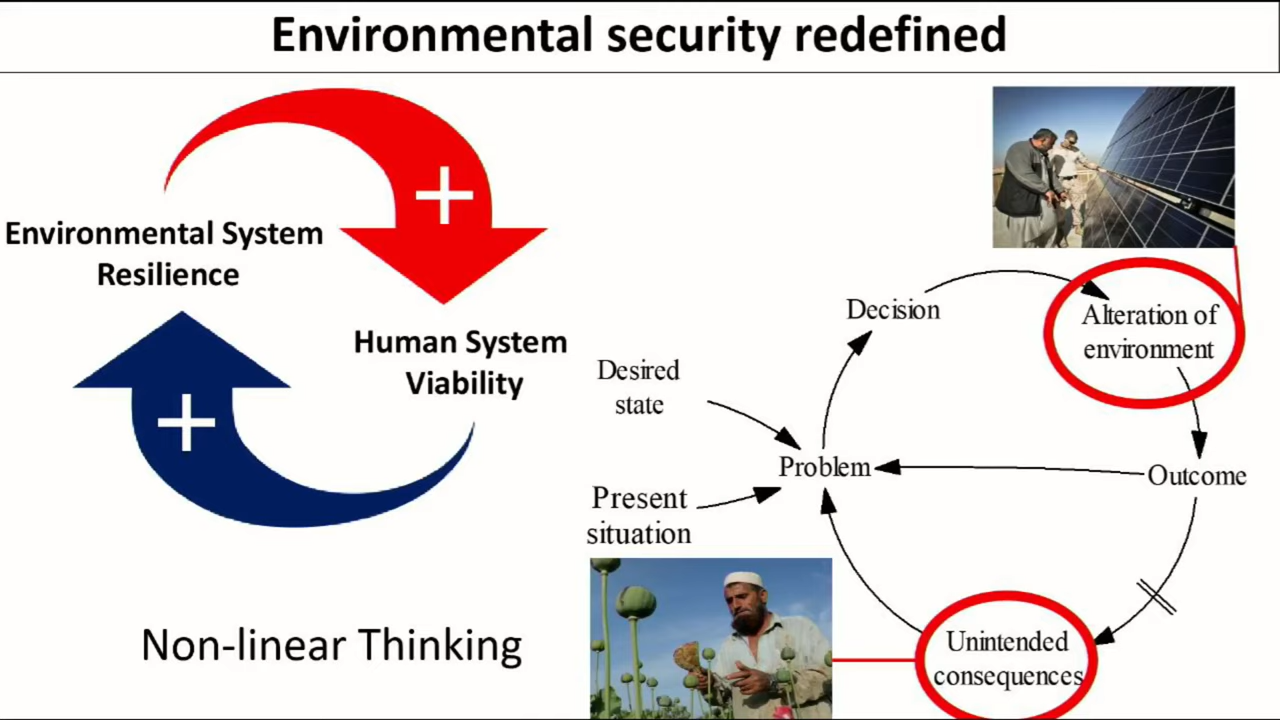 Environmental security redefined
+
Environmental System
Resilience
Human System
Viability
+
Non-linear Thinking
Decision
Alteration of
environment
Desired
state
Problem
Outcome
Present
situation
Unintended
consequences